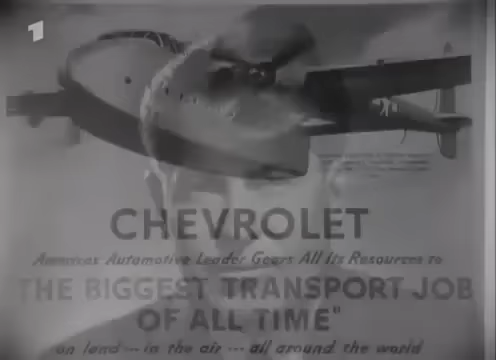 1
CHEVROLET
America's Automotive Leader Gears All Its Resources to
THE BIGGEST TRANSPORT JOB
OF ALL TIME"
on land --- in the air --- all around the world